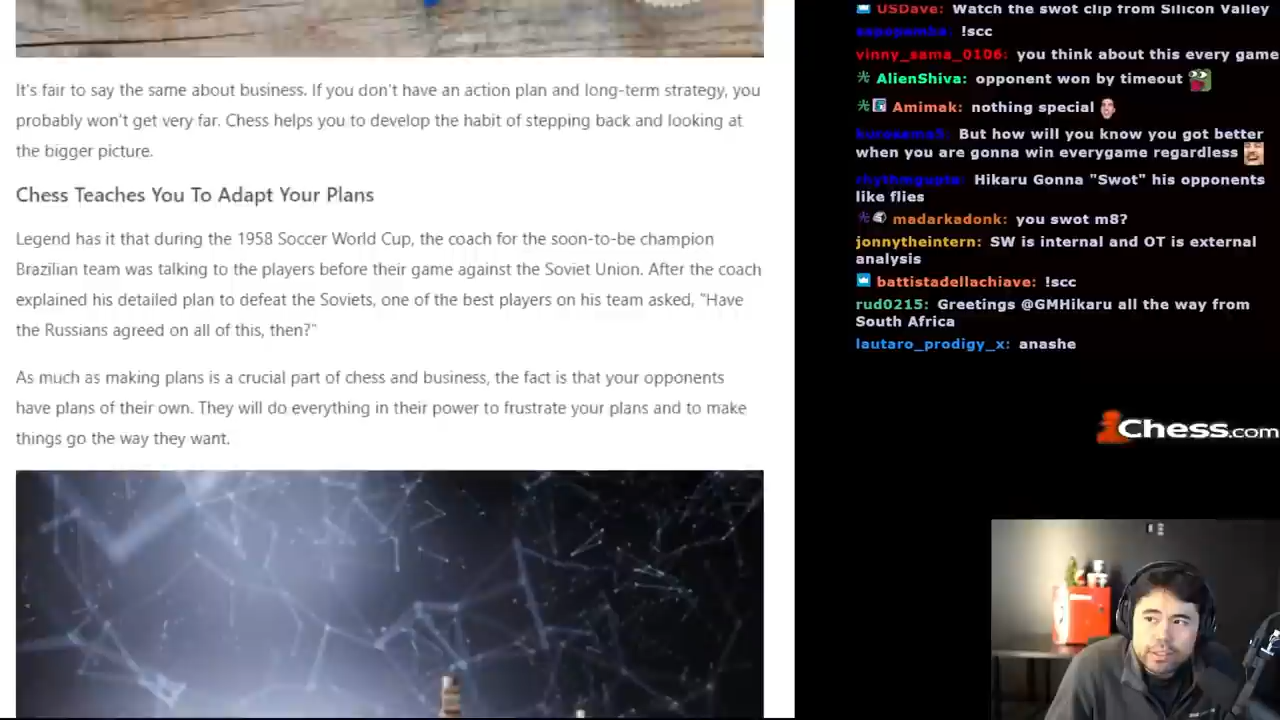 It's fair to say the same about business. If you don't have an action plan and long-term strategy, you
probably won't get very far. Chess helps you to develop the habit of stepping back and looking at
the bigger picture.
Chess Teaches You To Adapt Your Plans
Legend has it that during the 1958 Soccer World Cup, the coach for the soon-to-be champion
Brazilian team was talking to the players before their game against the Soviet Union. After the coach
explained his detailed plan to defeat the Soviets, one of the best players on his team asked, "Have
the Russians agreed on all of this, then?"
As much as making plans is a crucial part of chess and business, the fact is that your opponents
have plans of their own. They will do everything in their power to frustrate your plans and to make
things go the way they want.
USDave: Watch the swot clip from Silicon Valley
!scc
vinny_sama_0106: you think about this every game
AlienShiva: opponent won by timeout
Amimak: nothing special
kurosama5: But how will you know you got better
when you are gonna win everygame regardless
rhythmgupta: Hikaru Gonna "Swot" his opponents
like flies
madarkadonk: you swot m8?
jonnytheintern: SW is internal and OT is external
analysis
battistadellachiave: !scc
rud0215: Greetings @GMHikaru all the way from
South Africa
lautaro_prodigy_x: anashe
Chess.com